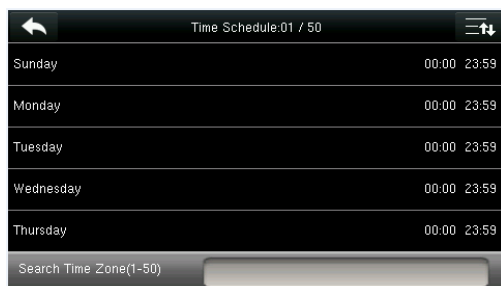 Time Schedule:01 / 50
Sunday 00:00 23:59
Monday 00:00 23:59
Tuesday 00:00 23:59
Wednesday 00:00 23:59
Thursday 00:00 23:59
Search Time Zone(1-50)